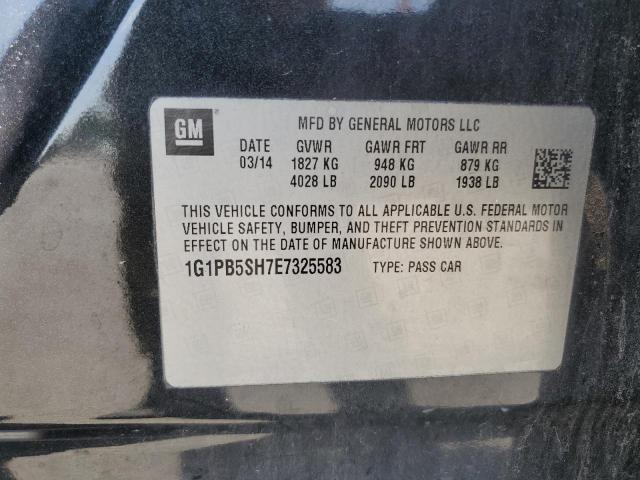 GM
MFD BY GENERAL MOTORS LLC
DATE GVWR GAWR FRT GAWR RR
03/14 1827 KG 948 KG 879 KG
4028 LB 2090 LB 1938 LB
THIS VEHICLE CONFORMS TO ALL APPLICABLE U.S. FEDERAL MOTOR
VEHICLE SAFETY, BUMPER, AND THEFT PREVENTION STANDARDS IN
EFFECT ON THE DATE OF MANUFACTURE SHOWN ABOVE.
1G1PB5SH7E7325583 TYPE: PASS CAR